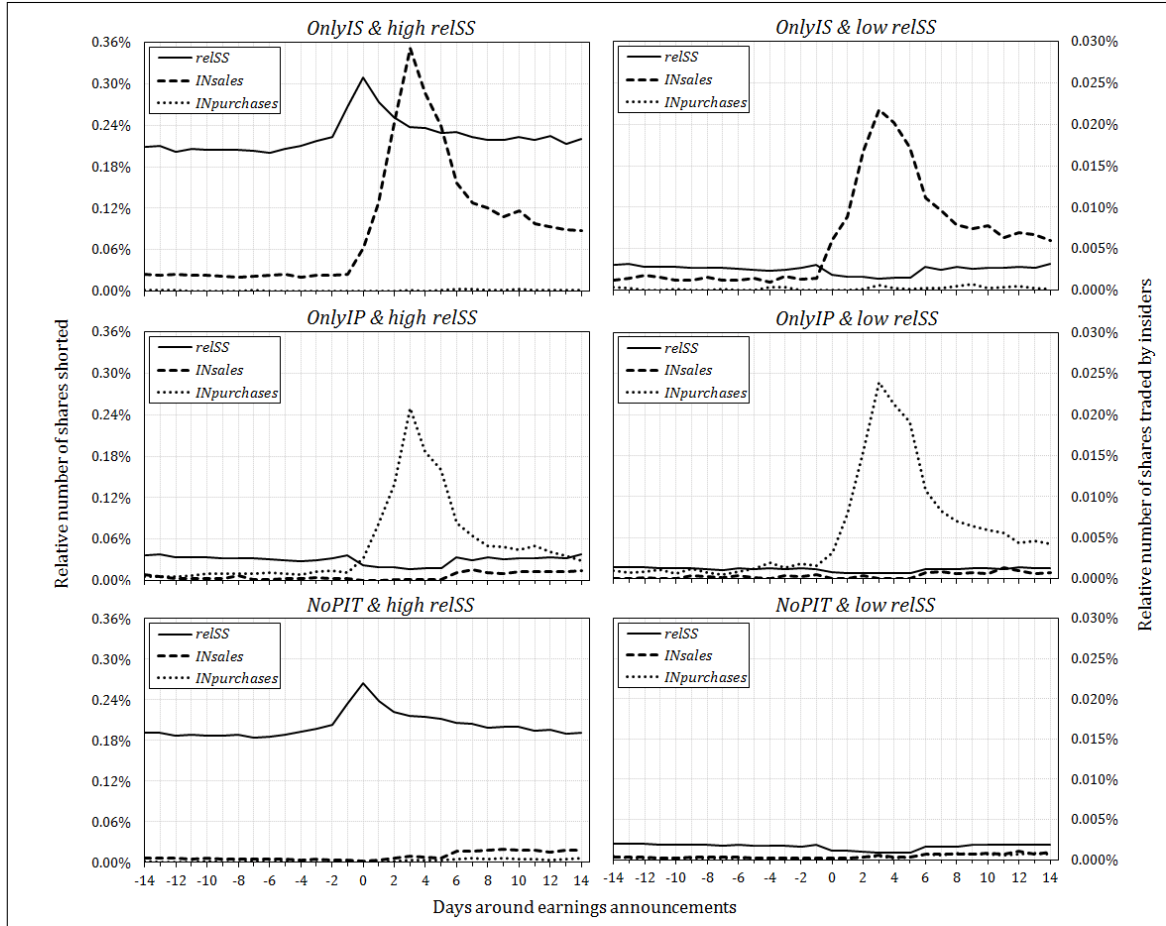 OnlyIS & high relSS
OnlyIS & low relSS
0.36%
0.30%
0.24%
0.18%
0.12%
0.06%
0.00%
relSS
INsales
INpurchases
relSS
INsales
INpurchases
0.030%
0.025%
0.020%
0.015%
0.010%
0.005%
0.000%
OnlyIP & high relSS
OnlyIP & low relSS
0.36%
0.30%
0.24%
0.18%
0.12%
0.06%
0.00%
relSS
INsales
INpurchases
relSS
INsales
INpurchases
0.030%
0.025%
0.020%
0.015%
0.010%
0.005%
0.000%
Relative number of shares shorted
Relative number of shares traded by insiders
NoPIT & high relSS
NoPIT & low relSS
0.36%
0.30%
0.24%
0.18%
0.12%
0.06%
0.00%
relSS
INsales
INpurchases
relSS
INsales
INpurchases
0.030%
0.025%
0.020%
0.015%
0.010%
0.005%
0.000%
-14 -12 -10 -8 -6 -4 -2 0 2 4 6 8 10 12 14
-14 -12 -10 -8 -6 -4 -2 0 2 4 6 8 10 12 14
Days around earnings announcements